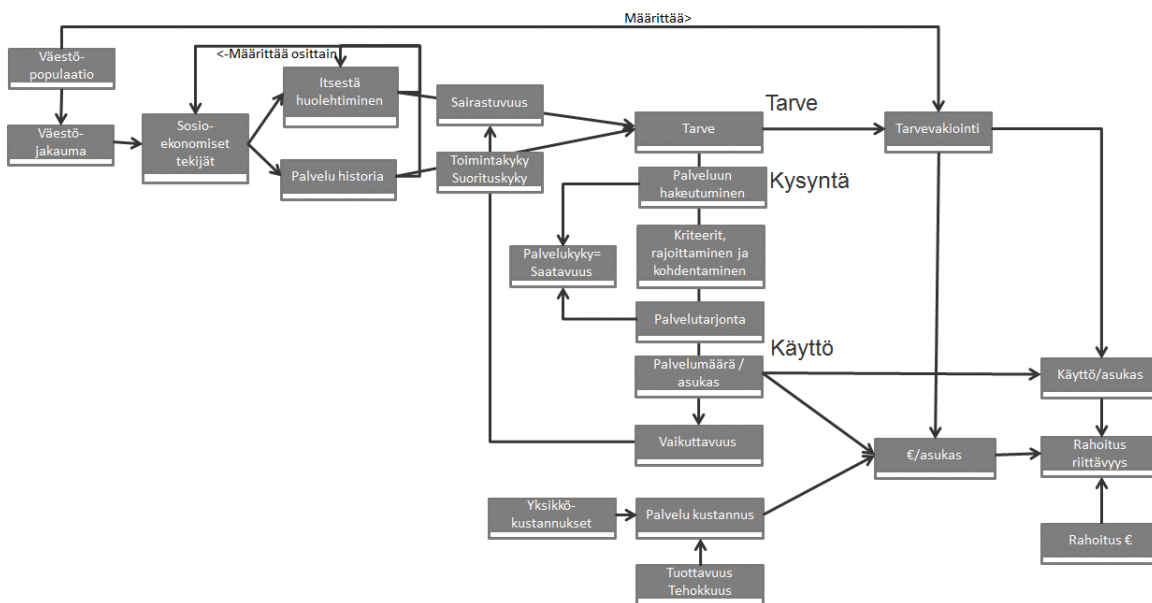 Määrittää>
<-Määrittää osittain
Väestö-
populaatio
Väestö-
jakauma
Sosio-
ekonomiset
tekijät
Itsestä
huolehtiminen
Palvelu historia
Sairastuvuus
Toimintakyky
Suorituskyky
Tarve
Tarve
Tarvevakiointi
Palveluun
hakeutuminen
Kysyntä
Kriteerit,
rajoittaminen ja
kohdentaminen
Palvelukyky=
Saatavuus
Palvelutarjonta
Käyttö
Palvelumäärä /
asukas
Käyttö/asukas
Vaikuttavuus
€/asukas
Rahoitus
riittävyys
Yksikkö-
kustannukset
Palvelu kustannus
Rahoitus €
Tuottavuus
Tehokkuus